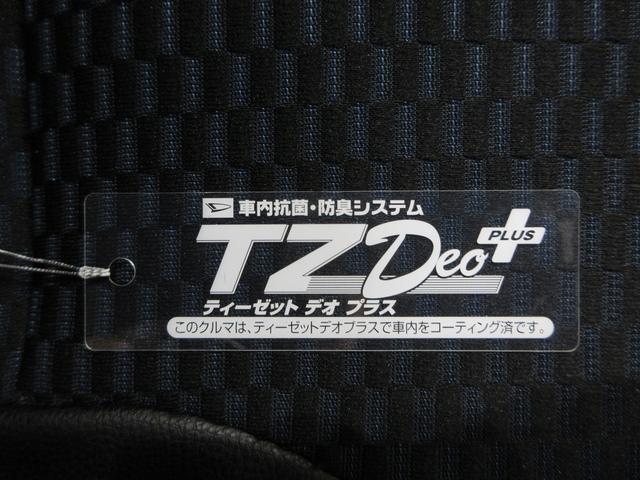 車内抗菌・防臭システム
TZ Deo PLUS
ティーゼット デオ プラス
このクルマは、ティーゼットデオプラスで車内をコーティング済です。